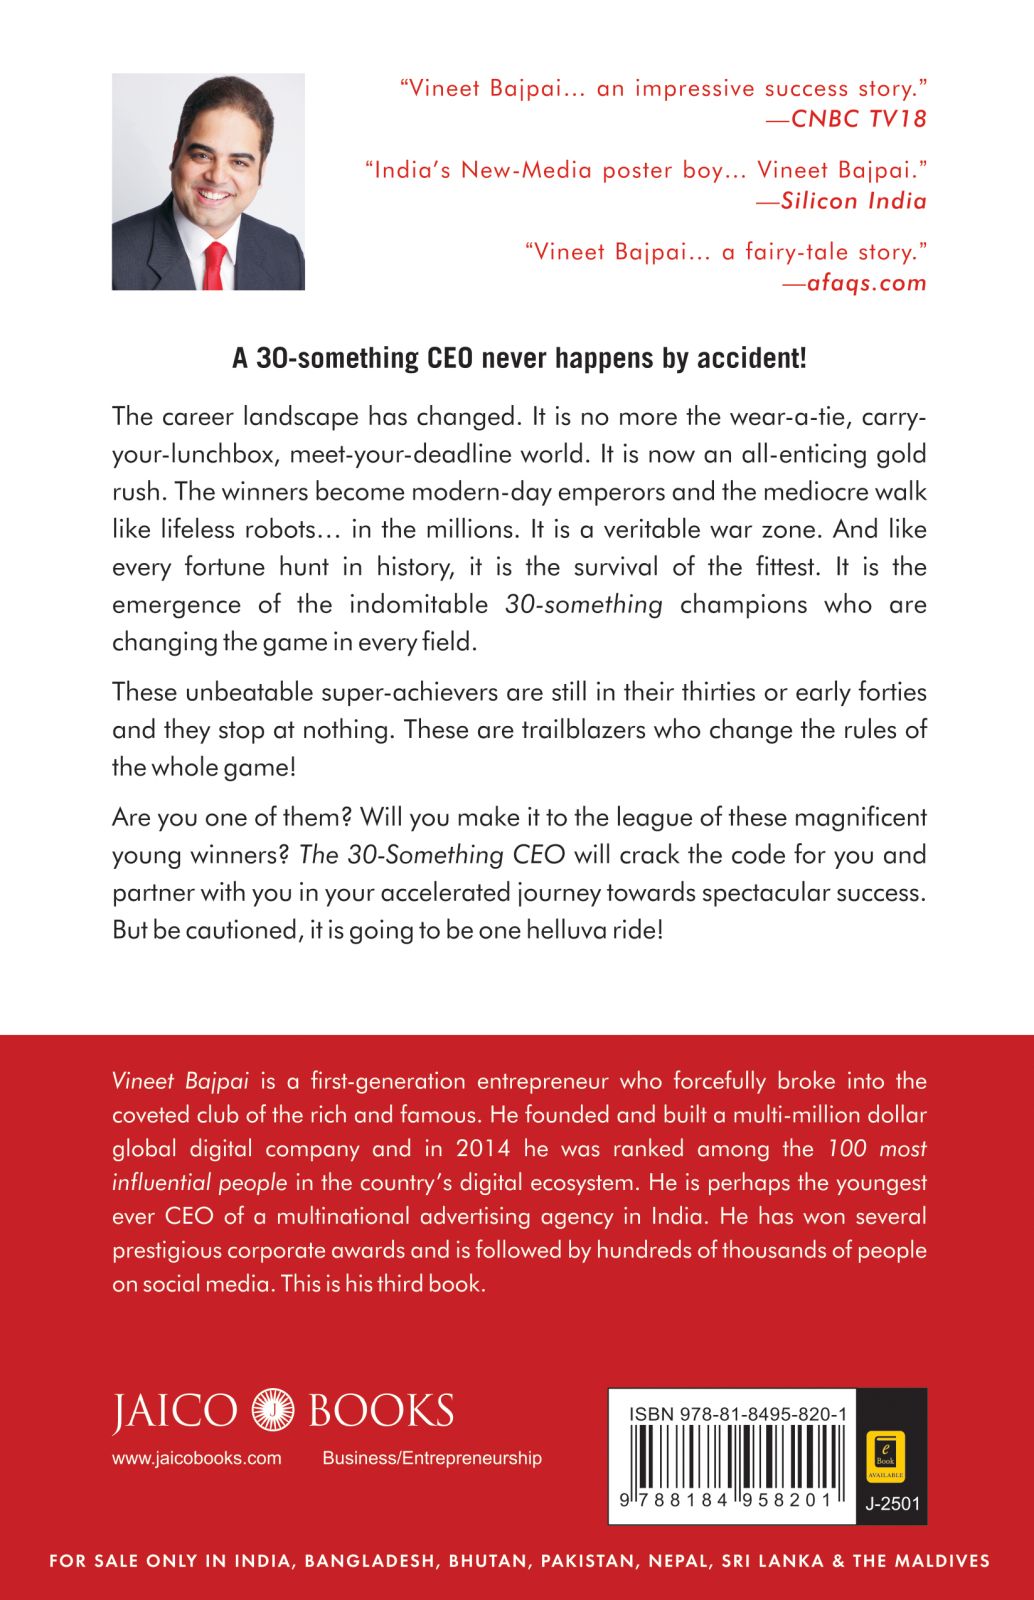 “Vineet Bajpai... an impressive success story.”
—CNBC TV18
“India’s New-Media poster boy... Vineet Bajpai.”
—Silicon India
“Vineet Bajpai... a fairy-tale story.”
—afaqs.com
A 30-something CEO never happens by accident!
The career landscape has changed. It is no more the wear-a-tie, carry-
your-lunchbox, meet-your-deadline world. It is now an all-enticing gold
rush. The winners become modern-day emperors and the mediocre walk
like lifeless robots... in the millions. It is a veritable war zone. And like
every fortune hunt in history, it is the survival of the fittest. It is the
emergence of the indomitable 30-something champions who are
changing the game in every field.
These unbeatable super-achievers are still in their thirties or early forties
and they stop at nothing. These are trailblazers who change the rules of
the whole game!
Are you one of them? Will you make it to the league of these magnificent
young winners? The 30-Something CEO will crack the code for you and
partner with you in your accelerated journey towards spectacular success.
But be cautioned, it is going to be one helluva ride!
Vineet Bajpai is a first-generation entrepreneur who forcefully broke into the
coveted club of the rich and famous. He founded and built a multi-million dollar
global digital company and in 2014 he was ranked among the 100 most
influential people in the country’s digital ecosystem. He is perhaps the youngest
ever CEO of a multinational advertising agency in India. He has won several
prestigious corporate awards and is followed by hundreds of thousands of people
on social media. This is his third book.
JAICO J BOOKS
www.jaicobooks.com Business/Entrepreneurship
ISBN 978-81-8495-820-1
9 788184 958201
e
Book
AVAILABLE
J-2501
FOR SALE ONLY IN INDIA, BANGLADESH, BHUTAN, PAKISTAN, NEPAL, SRI LANKA & THE MALDIVES